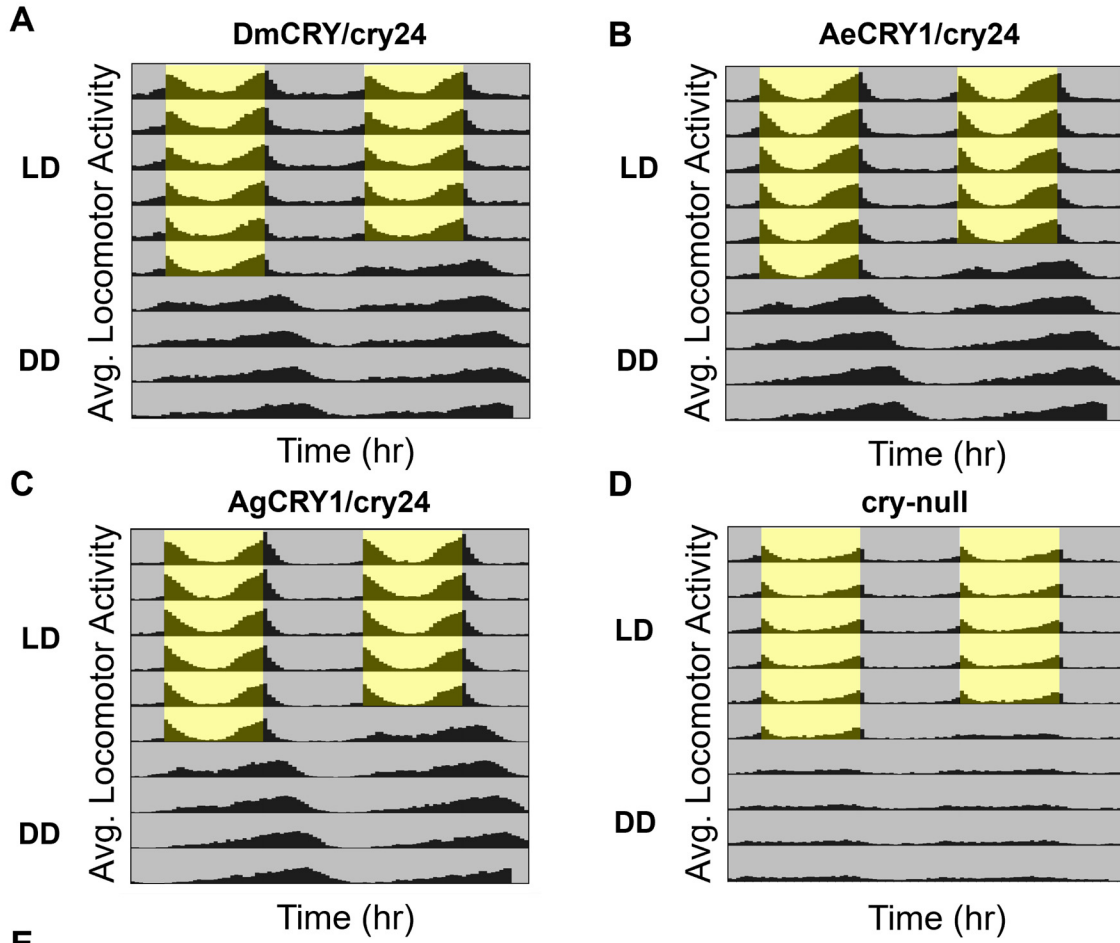 A
DmCRY/cry24
Avg. Locomotor Activity
LD
DD
Time (hr)
B
AeCRY1/cry24
Avg. Locomotor Activity
LD
DD
Time (hr)
C
AgCRY1/cry24
Avg. Locomotor Activity
LD
DD
Time (hr)
D
cry-null
Avg. Locomotor Activity
LD
DD
Time (hr)